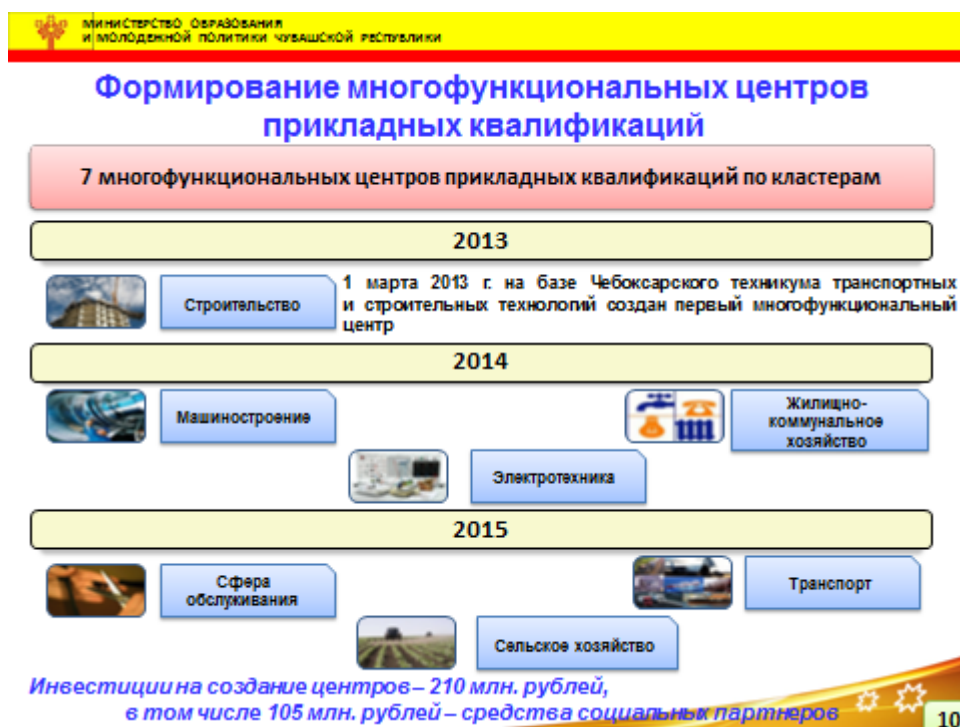 МИНИСТЕРСТВО ОБРАЗОВАНИЯ
И МОЛОДЕЖНОЙ ПОЛИТИКИ ЧУВАШСКОЙ РЕСПУБЛИКИ
Формирование многофункциональных центров
прикладных квалификаций
7 многофункциональных центров прикладных квалификаций по кластерам
2013
Строительство
1 марта 2013 г. на базе Чебоксарского техникума транспортных
и строительных технологий создан первый многофункциональный
центр
2014
Машиностроение
Жилищно-
коммунальное
хозяйство
Электротехника
2015
Сфера
обслуживания
Транспорт
Сельское хозяйство
Инвестиции на создание центров – 210 млн. рублей,
в том числе 105 млн. рублей – средства социальных партнеров
10